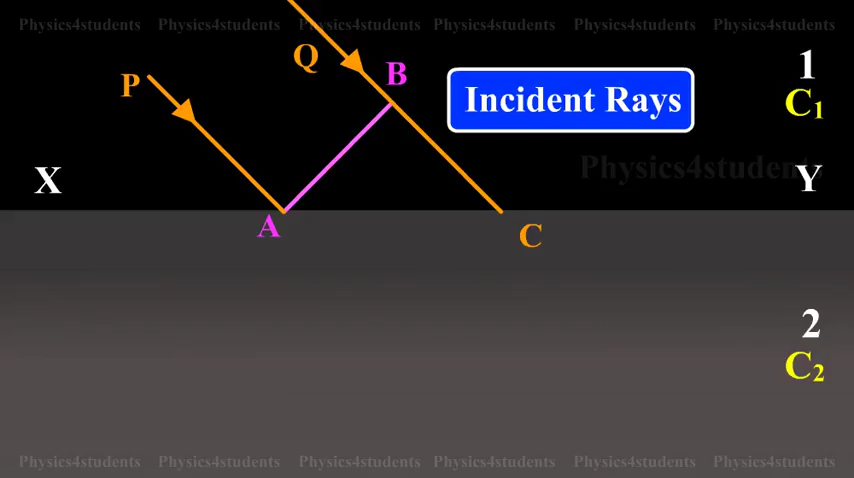 Physics4students Physics4students Physics4students Physics4students Physics4students Physics4students
Q
B
P
Incident Rays
1
C₁
Physics4students
X
Y
A
C
2
C₂
Physics4students Physics4students Physics4students Physics4students Physics4students Physics4students